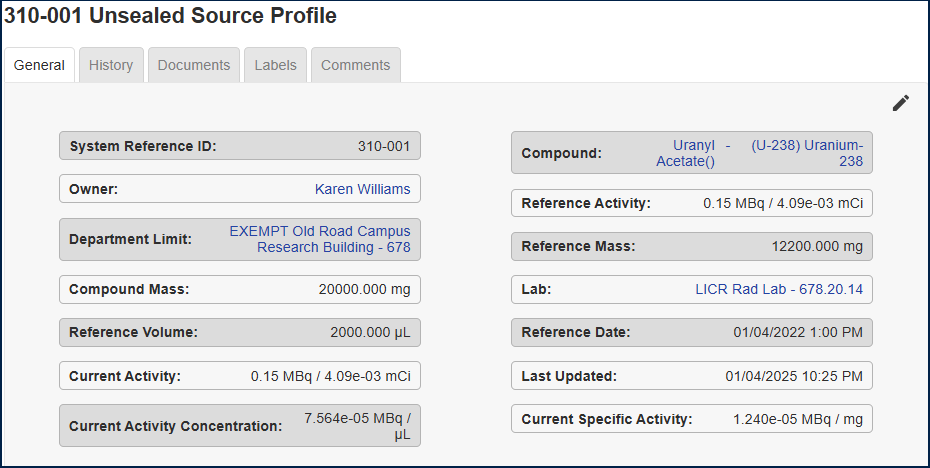 310-001 Unsealed Source Profile
General History Documents Labels Comments
System Reference ID: 310-001
Owner: Karen Williams
Department Limit: EXEMPT Old Road Campus
Research Building - 678
Compound Mass: 20000.000 mg
Reference Volume: 2000.000 µL
Current Activity: 0.15 MBq / 4.09e-03 mCi
Current Activity Concentration: 7.564e-05 MBq /
µL
Compound: Uranyl - (U-238) Uranium-
Acetate() 238
Reference Activity: 0.15 MBq / 4.09e-03 mCi
Reference Mass: 12200.000 mg
Lab: LICR Rad Lab - 678.20.14
Reference Date: 01/04/2022 1:00 PM
Last Updated: 01/04/2025 10:25 PM
Current Specific Activity: 1.240e-05 MBq / mg